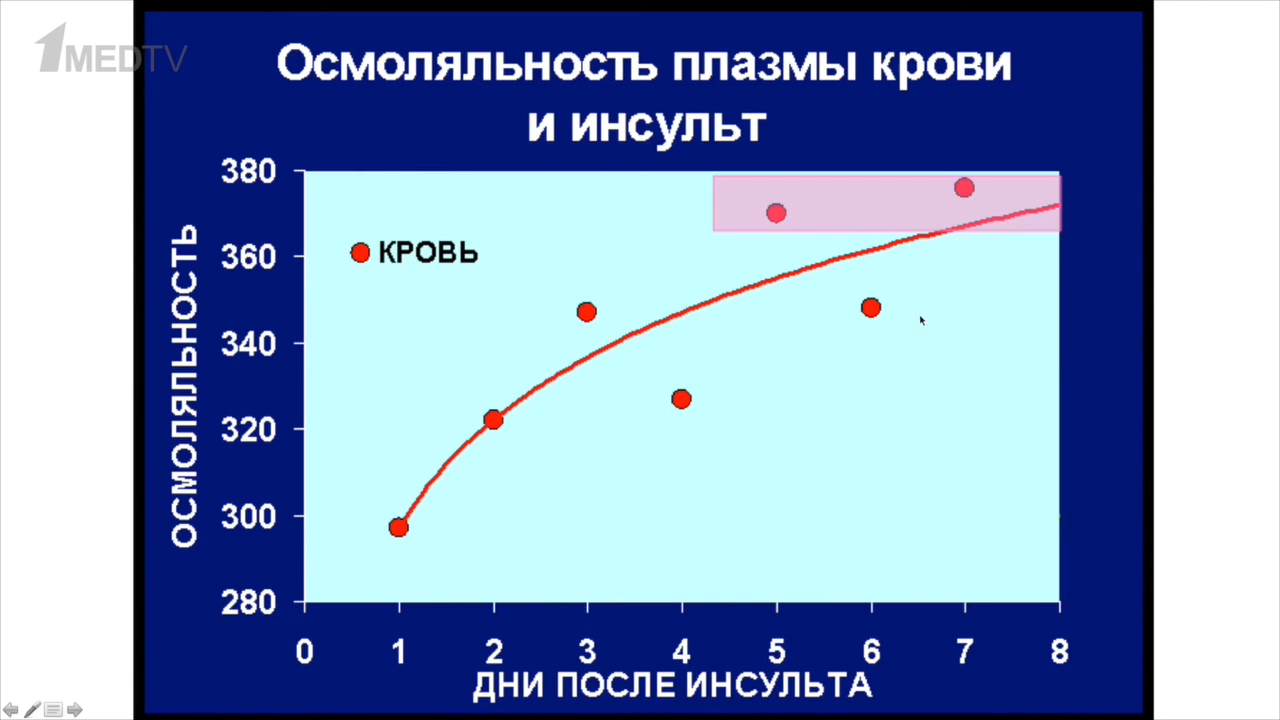 1MEDTV
Осмоляльность плазмы крови
и инсульт
ОСМОЛЯЛЬНОСТЬ
380
360
340
320
300
280
КРОВЬ
0 1 2 3 4 5 6 7 8
ДНИ ПОСЛЕ ИНСУЛЬТА